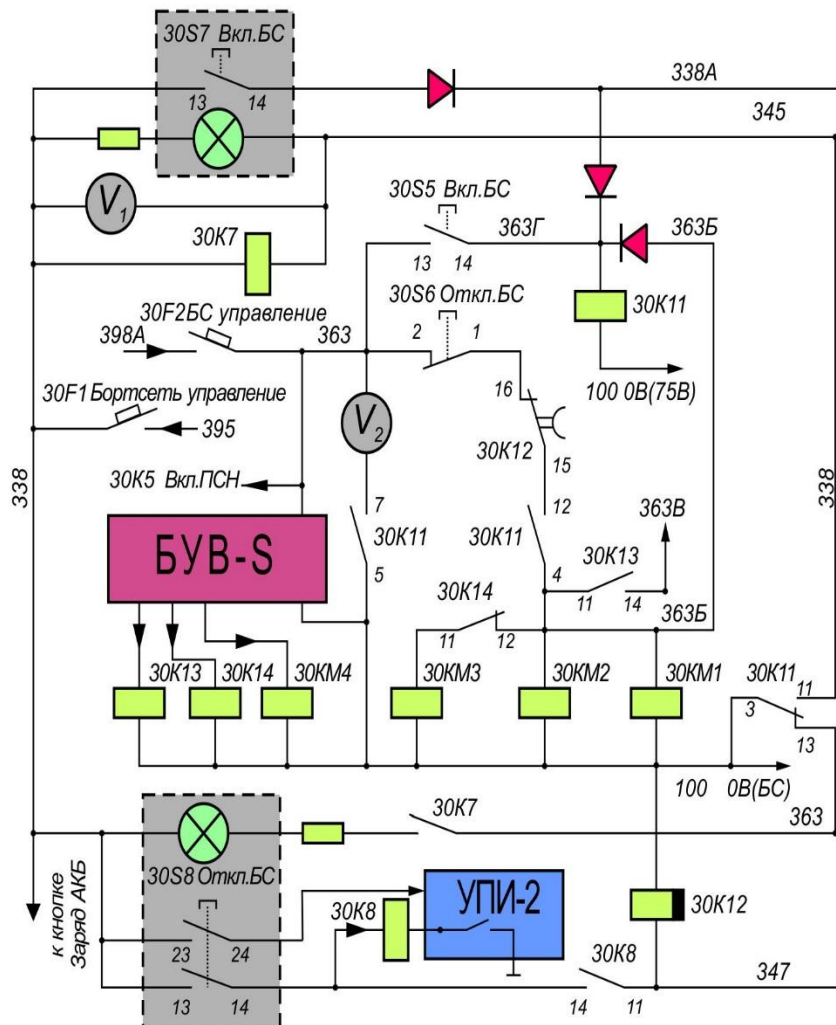 30S7 Вкл.БС
338А
13 14
345
V1
30S5 Вкл.БС
363Г
363Б
30К7
13 14
30S6 Откл.БС
30К11
30F2БС управление
398А
363
2 1
100 0В(75В)
16
30F1 Бортсеть управление
395
V2
30К12
15
338
338
30К5 Вкл.ПСН
7
12
363В
БУВ-S
30К11
30К11
30К13
5
4
11 14
30К14
363Б
11 12
30К13
30К14
30КМ4
30КМ3
30КМ2
30КМ1
30К11
11
3
13
100 0В(БС)
30К7
363
30S8 Откл.БС
УПИ-2
30К8
30К12
к кнопке
Заряд АКБ
23 24
30К8
347
13 14
14 11